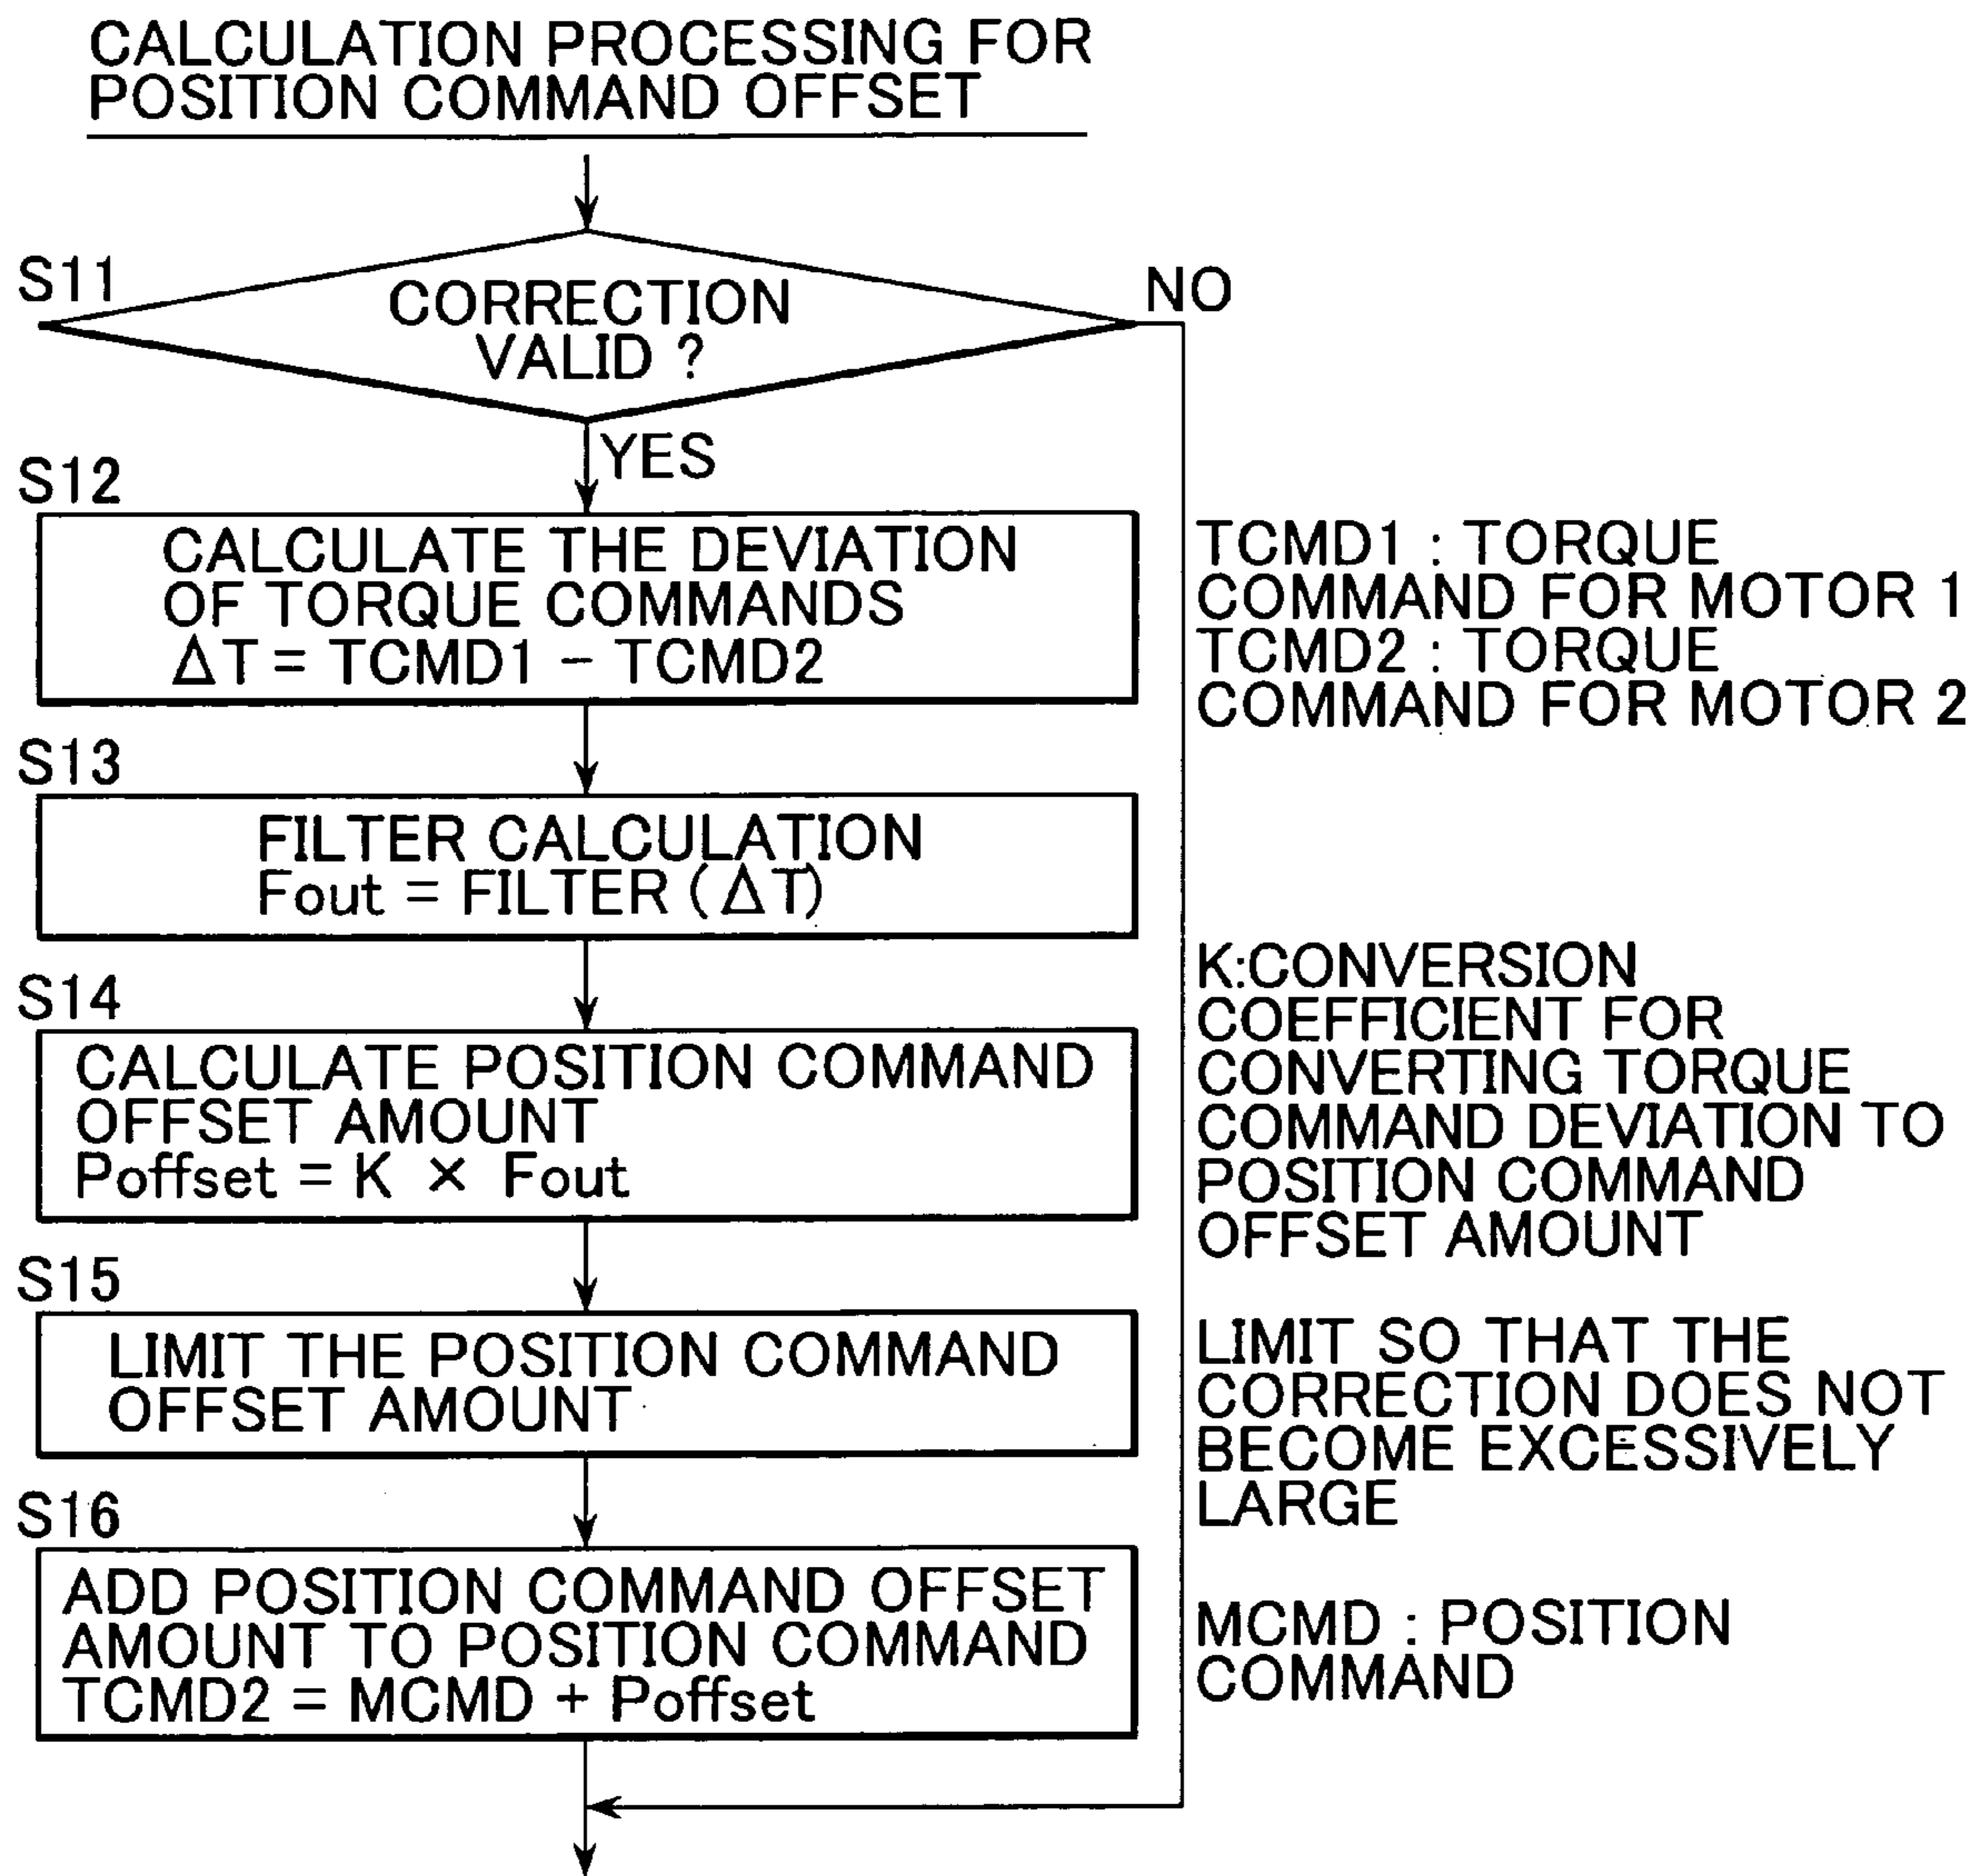 CALCULATION PROCESSING FOR
POSITION COMMAND OFFSET
S11
CORRECTION
VALID ?
NO
YES
S12
CALCULATE THE DEVIATION
OF TORQUE COMMANDS
ΔT = TCMD1 − TCMD2
TCMD1 : TORQUE
COMMAND FOR MOTOR 1
TCMD2 : TORQUE
COMMAND FOR MOTOR 2
S13
FILTER CALCULATION
Fout = FILTER (ΔT)
S14
CALCULATE POSITION COMMAND
OFFSET AMOUNT
Poffset = K × Fout
K:CONVERSION
COEFFICIENT FOR
CONVERTING TORQUE
COMMAND DEVIATION TO
POSITION COMMAND
OFFSET AMOUNT
S15
LIMIT THE POSITION COMMAND
OFFSET AMOUNT
LIMIT SO THAT THE
CORRECTION DOES NOT
BECOME EXCESSIVELY
LARGE
S16
ADD POSITION COMMAND OFFSET
AMOUNT TO POSITION COMMAND
TCMD2 = MCMD + Poffset
MCMD : POSITION
COMMAND